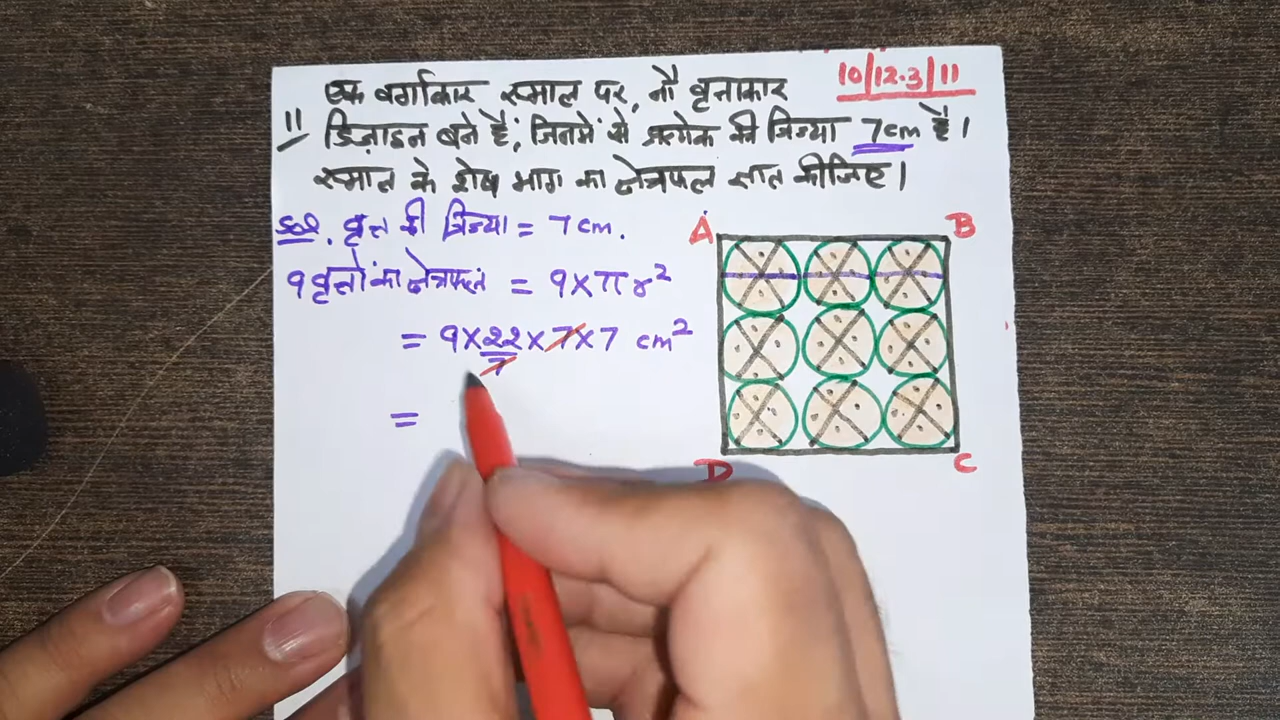 एक वर्गाकार रूमाल पर, नौ वृत्ताकार
10/12.3/11
11 डिज़ाइन बने हैं, जिनमें से प्रत्येक की त्रिज्या 7cm है।
रूमाल के शेष भाग का क्षेत्रफल ज्ञात कीजिए।
Sol. वृत्त की त्रिज्या = 7cm.
A B
9 वृत्तों का क्षेत्रफल = 9×πr²
= 9×22/7×7×7 cm²
=
D C